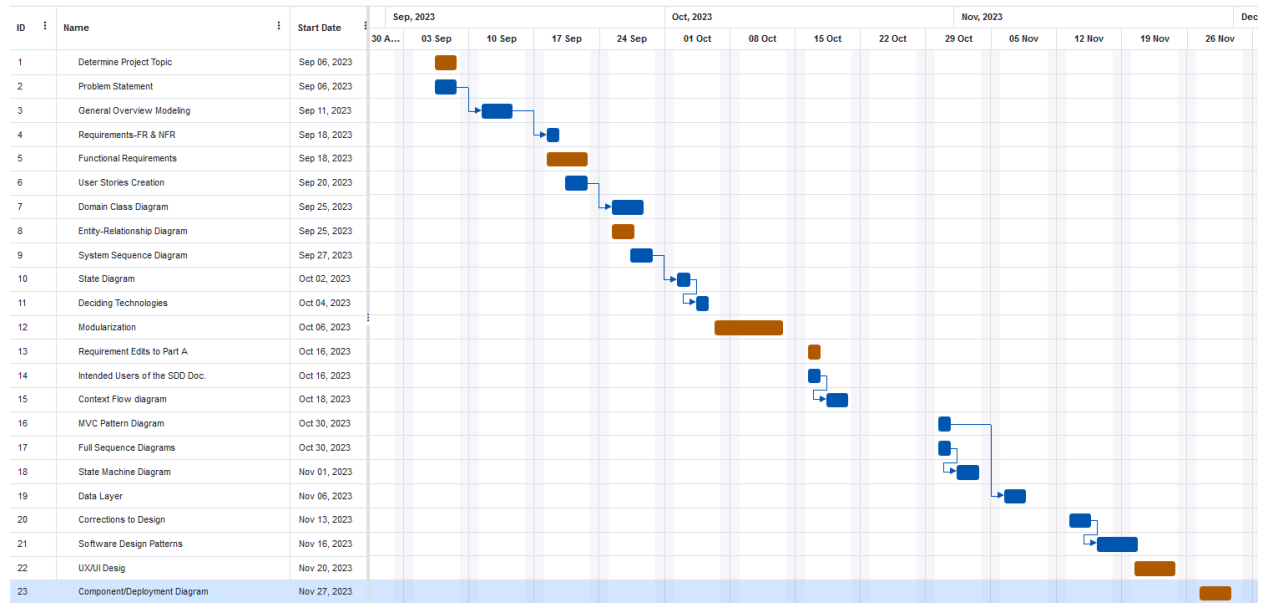 ID Name Start Date Sep, 2023 Oct, 2023 Nov, 2023 Dec
30 A... 03 Sep 10 Sep 17 Sep 24 Sep 01 Oct 08 Oct 15 Oct 22 Oct 29 Oct 05 Nov 12 Nov 19 Nov 26 Nov
1 Determine Project Topic Sep 06, 2023
2 Problem Statement Sep 06, 2023
3 General Overview Modeling Sep 11, 2023
4 Requirements-FR & NFR Sep 18, 2023
5 Functional Requirements Sep 18, 2023
6 User Stories Creation Sep 20, 2023
7 Domain Class Diagram Sep 25, 2023
8 Entity-Relationship Diagram Sep 25, 2023
9 System Sequence Diagram Sep 27, 2023
10 State Diagram Oct 02, 2023
11 Deciding Technologies Oct 04, 2023
12 Modularization Oct 06, 2023
13 Requirement Edits to Part A Oct 16, 2023
14 Intended Users of the SDD Doc. Oct 16, 2023
15 Context Flow diagram Oct 18, 2023
16 MVC Pattern Diagram Oct 30, 2023
17 Full Sequence Diagrams Oct 30, 2023
18 State Machine Diagram Nov 01, 2023
19 Data Layer Nov 06, 2023
20 Corrections to Design Nov 13, 2023
21 Software Design Patterns Nov 16, 2023
22 UX/UI Desig Nov 20, 2023
23 Component/Deployment Diagram Nov 27, 2023